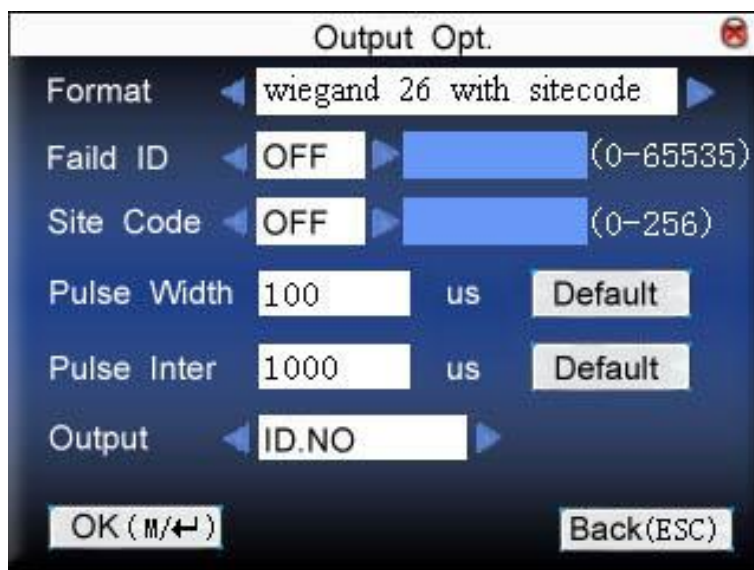 Output Opt.
Format wiegand 26 with sitecode
Faild ID OFF (0-65535)
Site Code OFF (0-256)
Pulse Width 100 us Default
Pulse Inter 1000 us Default
Output ID.NO
OK(M/↵) Back(ESC)